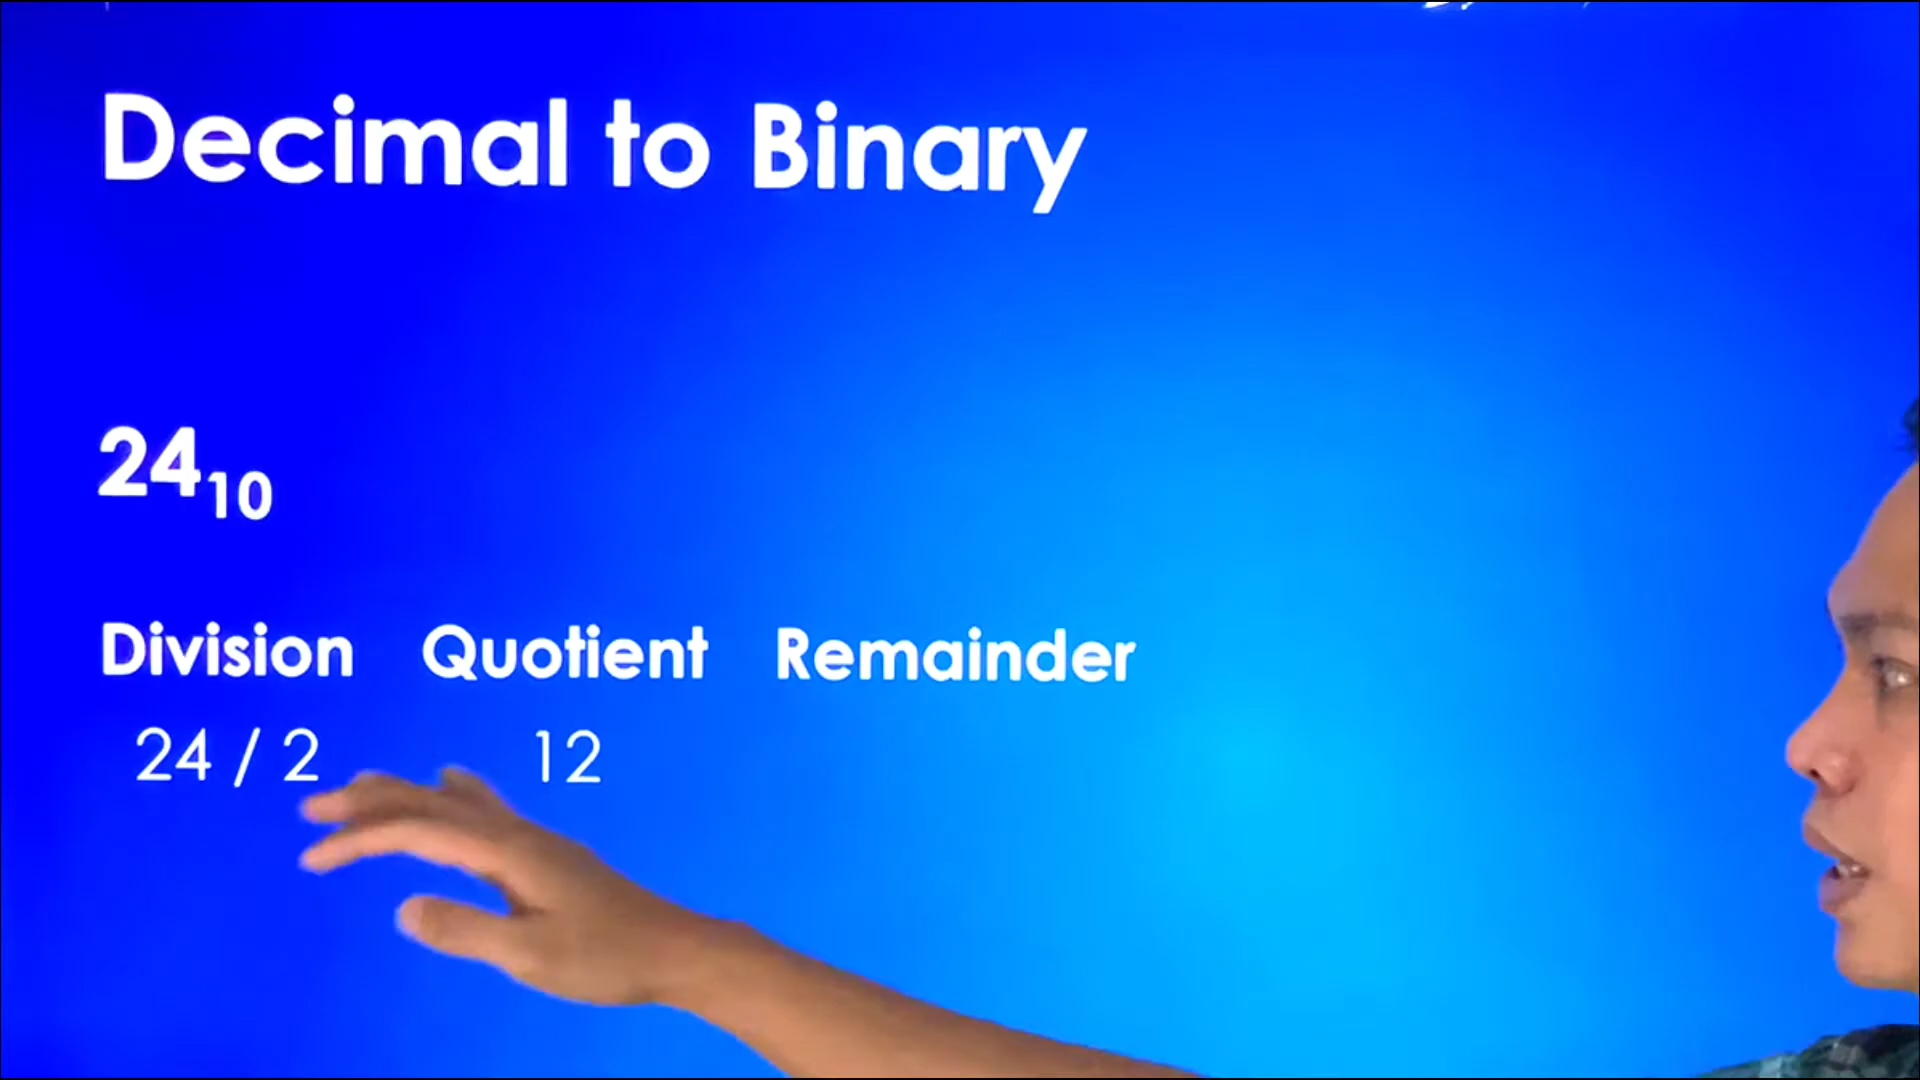 Decimal to Binary
24₁₀
Division Quotient Remainder
24 / 2 12